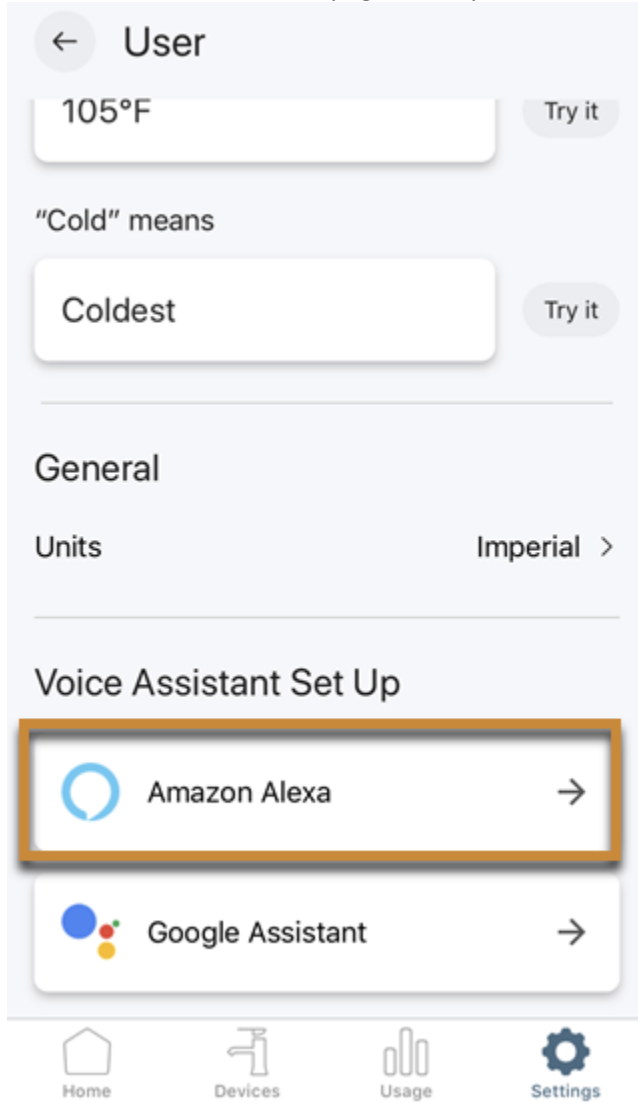 User
105°F
Try it
“Cold” means
Coldest
Try it
General
Units Imperial
Voice Assistant Set Up
Amazon Alexa
Google Assistant
Home Devices Usage Settings